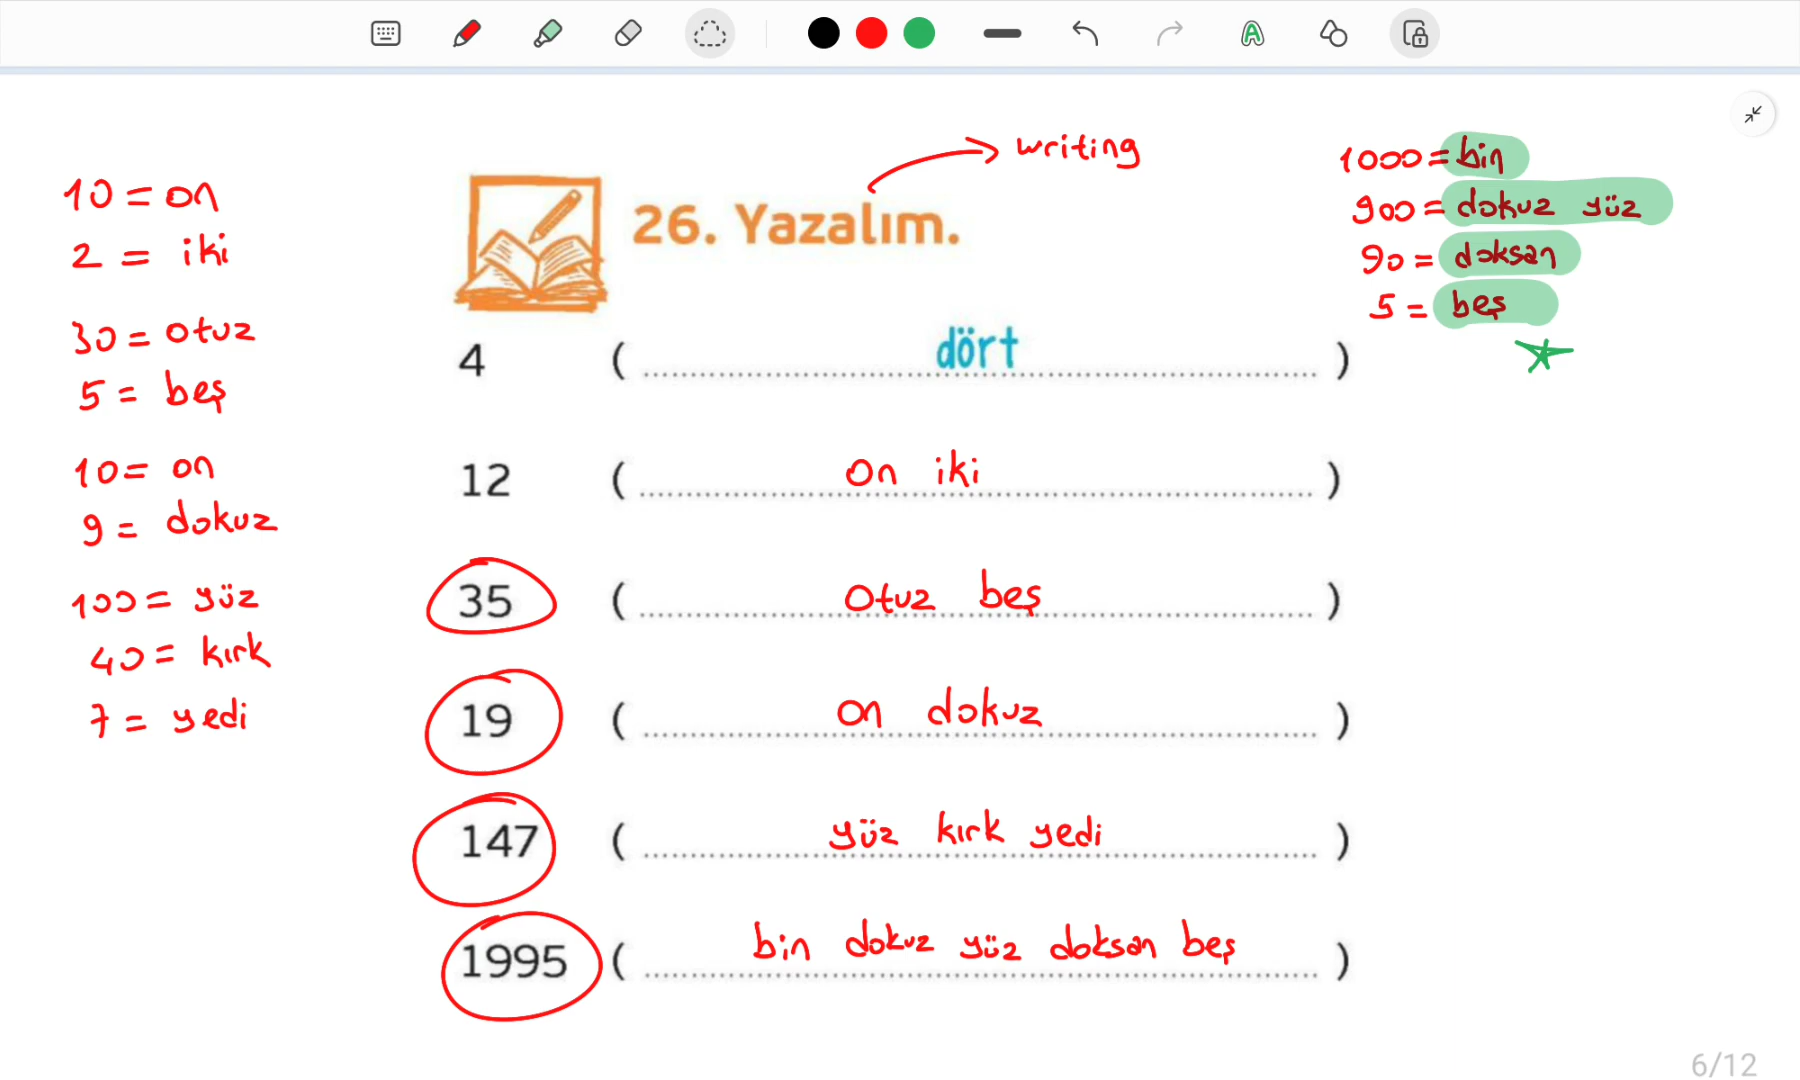 10 = on
2 = iki
30 = otuz
5 = beş
10 = on
9 = dokuz
100 = yüz
40 = kırk
7 = yedi
writing
26. Yazalım.
1000 = bin
900 = dokuz yüz
90 = doksan
5 = beş
4 (dört)
12 (on iki)
35 (otuz beş)
19 (on dokuz)
147 (yüz kırk yedi)
1995 (bin dokuz yüz doksan beş)
6/12